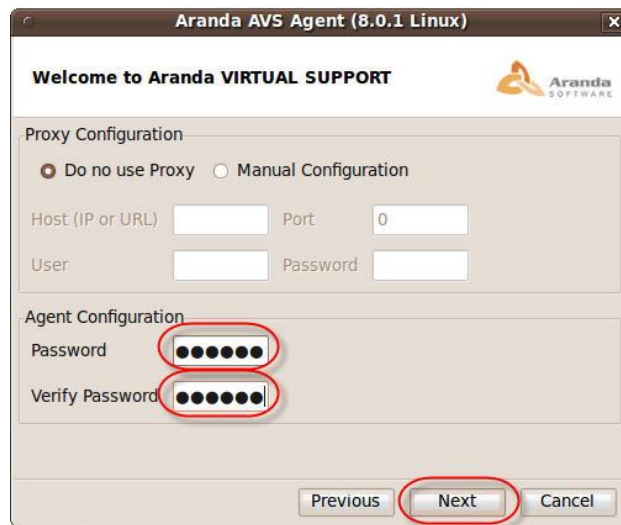 Aranda AVS Agent (8.0.1 Linux)
Welcome to Aranda VIRTUAL SUPPORT
Aranda
SOFTWARE
Proxy Configuration
Do no use Proxy Manual Configuration
Host (IP or URL) Port 0
User Password
Agent Configuration
Password ●●●●●●
Verify Password ●●●●●●
Previous Next Cancel